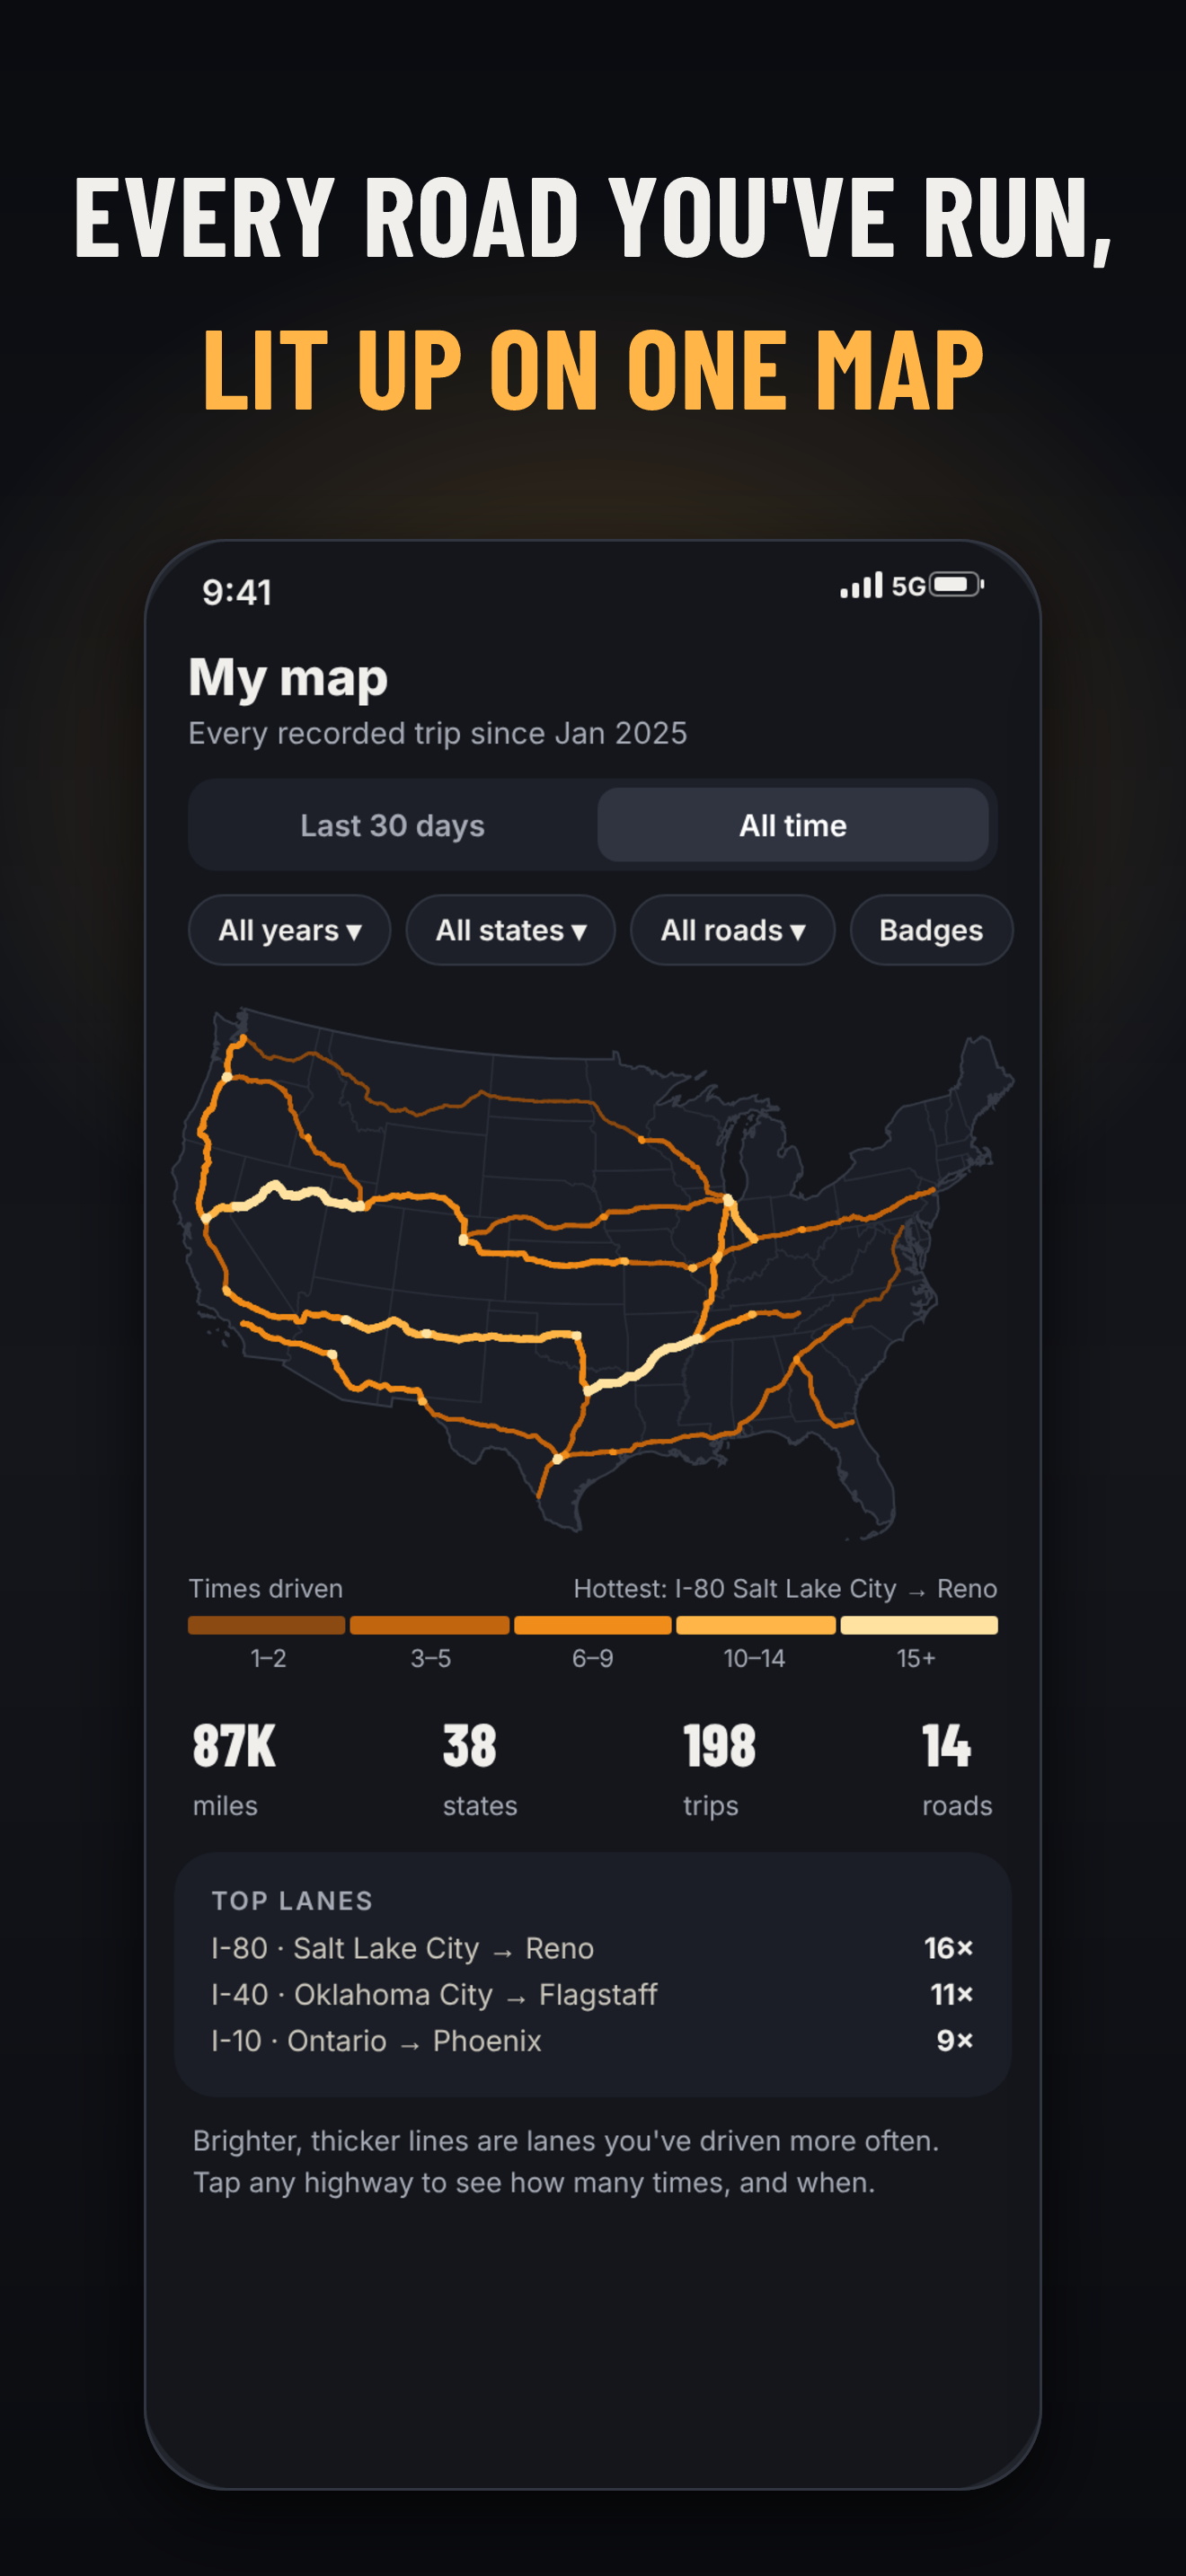 EVERY ROAD YOU'VE RUN,
LIT UP ON ONE MAP
9:41
5G
My map
Every recorded trip since Jan 2025
Last 30 days
All time
All years ▾
All states ▾
All roads ▾
Badges
Times driven
Hottest: I-80 Salt Lake City → Reno
1–2
3–5
6–9
10–14
15+
87K
38
198
14
miles
states
trips
roads
TOP LANES
I-80 · Salt Lake City → Reno 16×
I-40 · Oklahoma City → Flagstaff 11×
I-10 · Ontario → Phoenix 9×
Brighter, thicker lines are lanes you've driven more often.
Tap any highway to see how many times, and when.